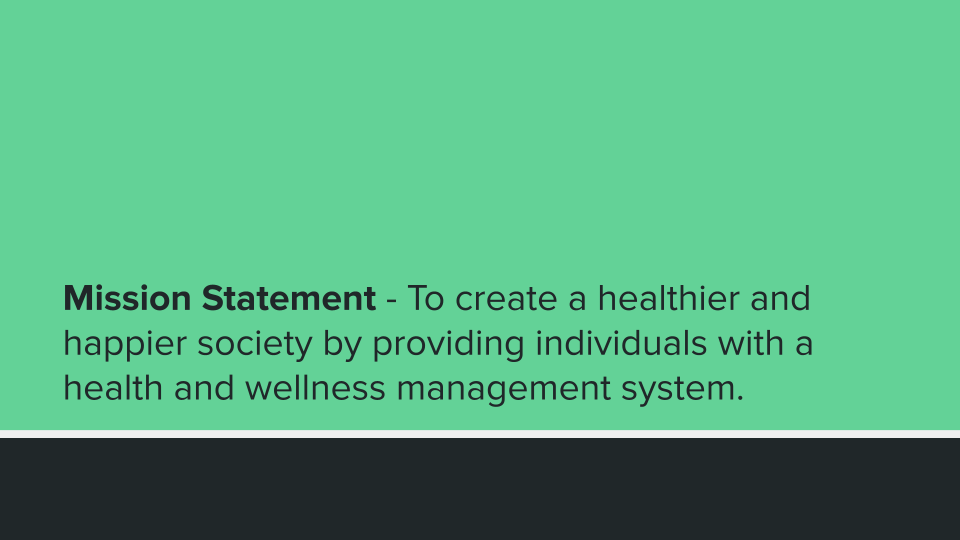 Mission Statement - To create a healthier and
happier society by providing individuals with a
health and wellness management system.